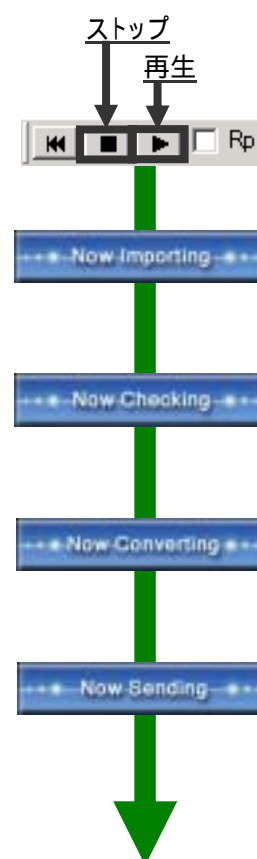 ストップ
再生
Rp
Now Importing
Now Checking
Now Converting
Now Sending